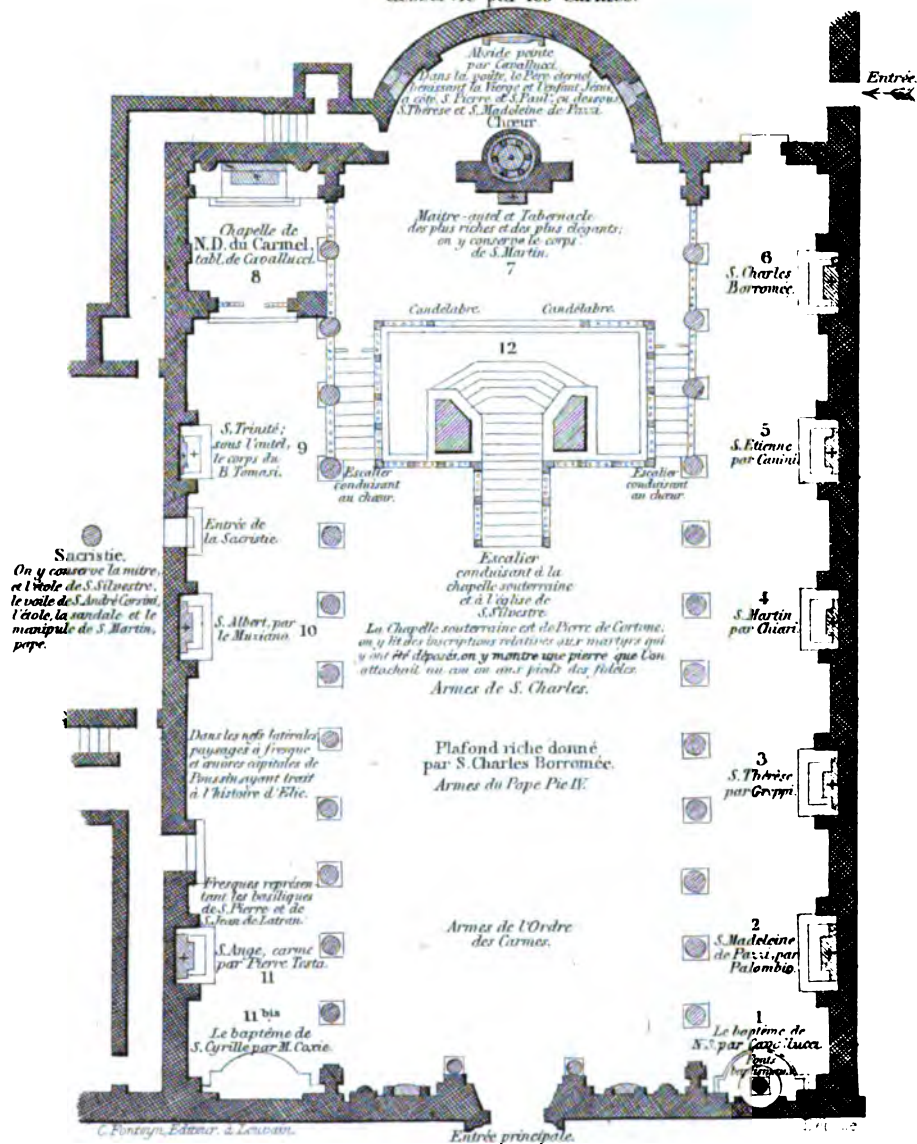 desservie par les Carmes.
Abside peinte
par Cavallucci.
Dans la voûte, le Père éternel
bénissant la Vierge et l'enfant Jésus,
à côté, S. Pierre et S. Paul; en dessous
S. Thérèse et S. Madeleine de Pazzi.
Chœur.
Entrée.
Maître-autel et Tabernacle
des plus riches et des plus élégants;
on y conserve le corps
de S. Martin.
7
Chapelle de
N.D. du Carmel,
tabl. de Cavallucci.
8
6
S. Charles
Borromée.
Candélabre.
Candélabre.
12
S. Trinité;
sous l'autel,
le corps du
B. Tomasi.
9
5
S. Etienne
par Canini.
Escalier
conduisant
au chœur.
Escalier
conduisant
au chœur.
Entrée de
la Sacristie.
Sacristie.
On y conserve la mitre,
et l'étole de S. Silvestre,
le voile de S. André Corsini,
l'étole, la sandale et le
manipule de S. Martin,
pape.
Escalier
conduisant à la
chapelle souterraine
et à l'église de
S. Silvestre.
S. Albert, par
le Muziano.
10
4
S. Martin
par Chiari.
La Chapelle souterraine est de Pierre de Cortone;
on y lit des inscriptions relatives aux martyrs qui
y ont été déposés, on y montre une pierre que l'on
attachait au cou ou aux pieds des fidèles.
Armes de S. Charles.
Dans les nefs latérales,
paysages à fresque
et œuvres capitales de
Poussin ayant trait
à l'histoire d'Elie.
Plafond riche donné
par S. Charles Borromée.
Armes du Pape Pie IV.
3
S. Thérèse
par Greppi.
Fresques représen-
tant les basiliques
de S. Pierre et de
S. Jean de Latran.
Armes de l'Ordre
des Carmes.
2
S. Madeleine
de Pazzi, par
Palombio.
S. Ange, carme
par Pierre Testa.
11
11 bis
Le baptême de
S. Cyrille par M. Coxie.
1
Le baptême de
N.S. par Cavallucci
Fonts
C. Fonteyn, Editeur à Louvain.
Entrée principale.